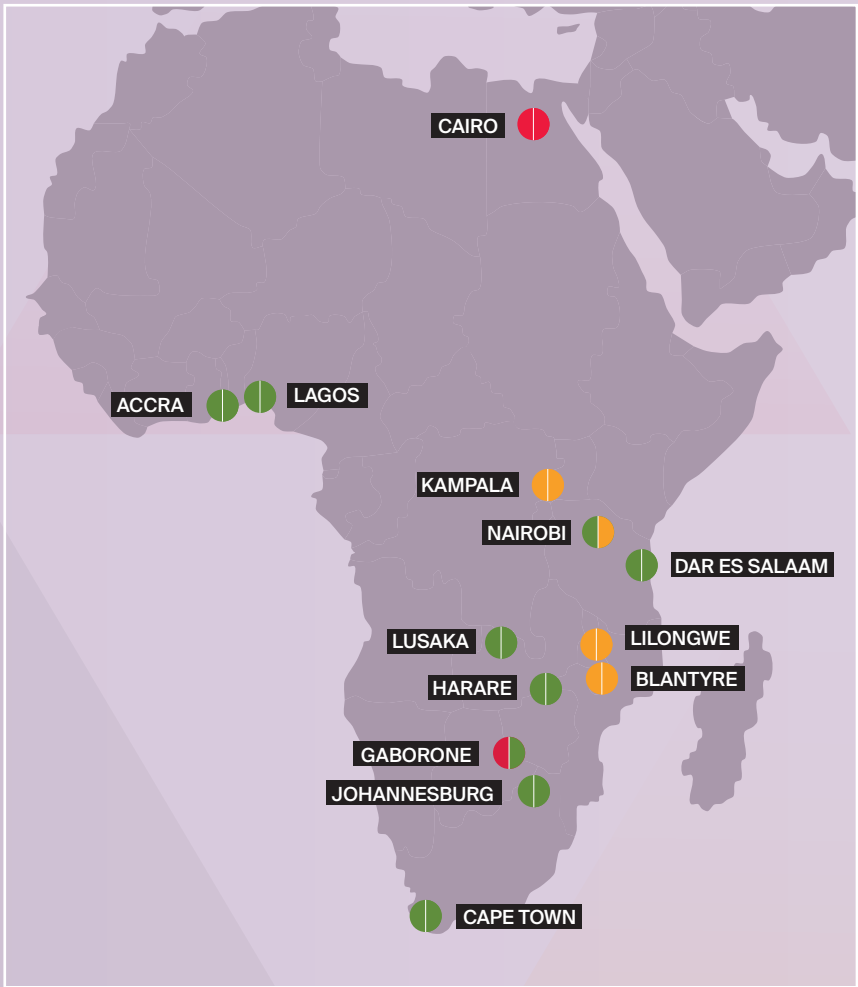 CAIRO
ACCRA
LAGOS
KAMPALA
NAIROBI
DAR ES SALAAM
LUSAKA
LILONGWE
HARARE
BLANTYRE
GABORONE
JOHANNESBURG
CAPE TOWN